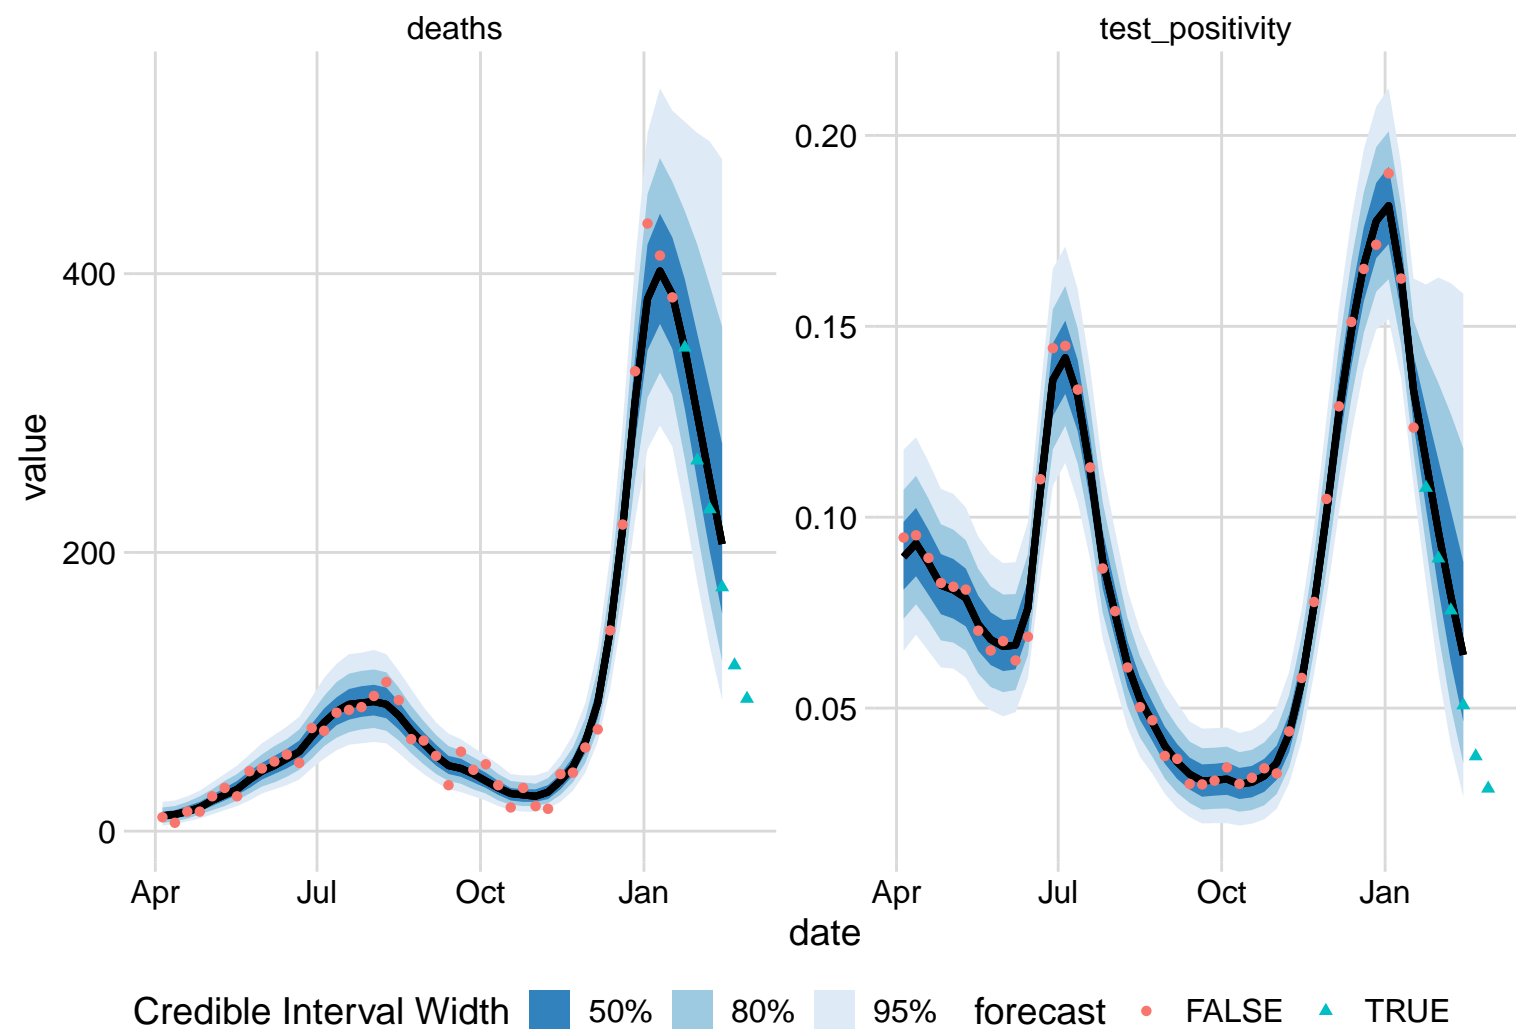 deaths
test_positivity
value
400
200
0
0.20
0.15
0.10
0.05
Apr Jul Oct Jan
Apr Jul Oct Jan
date
Credible Interval Width 50% 80% 95% forecast FALSE TRUE